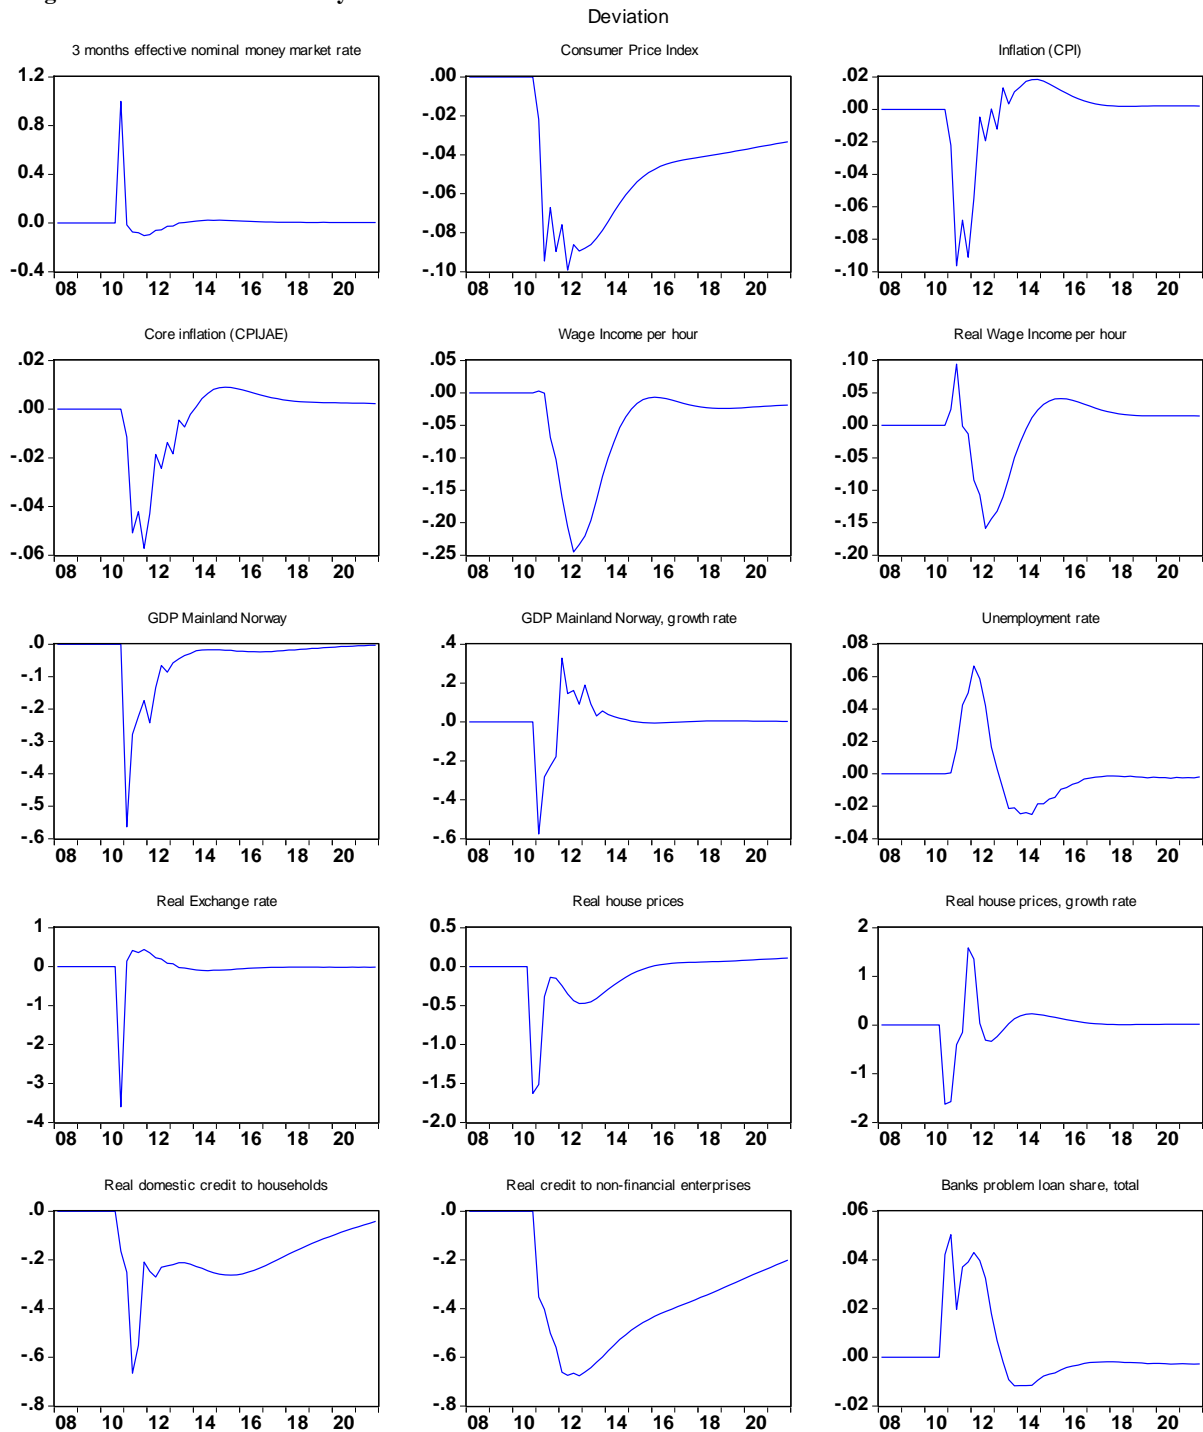 Deviation
3 months effective nominal money market rate
1.2
0.8
0.4
0.0
-0.4
08 10 12 14 16 18 20
Consumer Price Index
.00
-.02
-.04
-.06
-.08
-.10
08 10 12 14 16 18 20
Inflation (CPI)
.02
.00
-.02
-.04
-.06
-.08
-.10
08 10 12 14 16 18 20
Core inflation (CPIJAE)
.02
.00
-.02
-.04
-.06
08 10 12 14 16 18 20
Wage Income per hour
.05
.00
-.05
-.10
-.15
-.20
-.25
08 10 12 14 16 18 20
Real Wage Income per hour
.10
.05
.00
-.05
-.10
-.15
-.20
08 10 12 14 16 18 20
GDP Mainland Norway
.0
-.1
-.2
-.3
-.4
-.5
-.6
08 10 12 14 16 18 20
GDP Mainland Norway, growth rate
.4
.2
.0
-.2
-.4
-.6
08 10 12 14 16 18 20
Unemployment rate
.08
.06
.04
.02
.00
-.02
-.04
08 10 12 14 16 18 20
Real Exchange rate
1
0
-1
-2
-3
-4
08 10 12 14 16 18 20
Real house prices
0.5
0.0
-0.5
-1.0
-1.5
-2.0
08 10 12 14 16 18 20
Real house prices, growth rate
2
1
0
-1
-2
08 10 12 14 16 18 20
Real domestic credit to households
.0
-.2
-.4
-.6
-.8
08 10 12 14 16 18 20
Real credit to non-financial enterprises
.0
-.2
-.4
-.6
-.8
08 10 12 14 16 18 20
Banks problem loan share, total
.06
.04
.02
.00
-.02
08 10 12 14 16 18 20